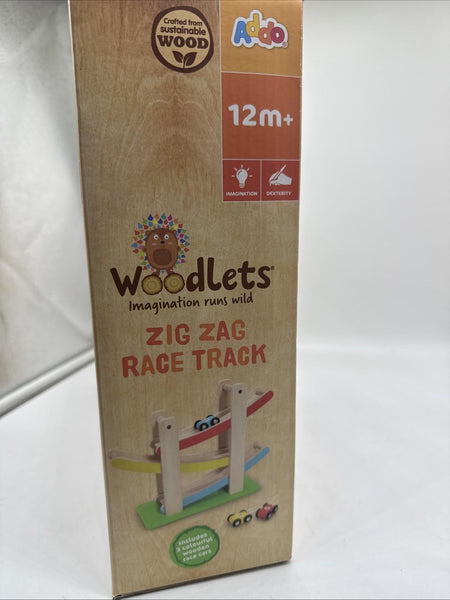 Crafted from
sustainable
WOOD
Addo
12m+
IMAGINATION
DEXTERITY
Woodlets
Imagination runs wild
ZIG ZAG
RACE TRACK
Includes
3 colourful
wooden
race cars